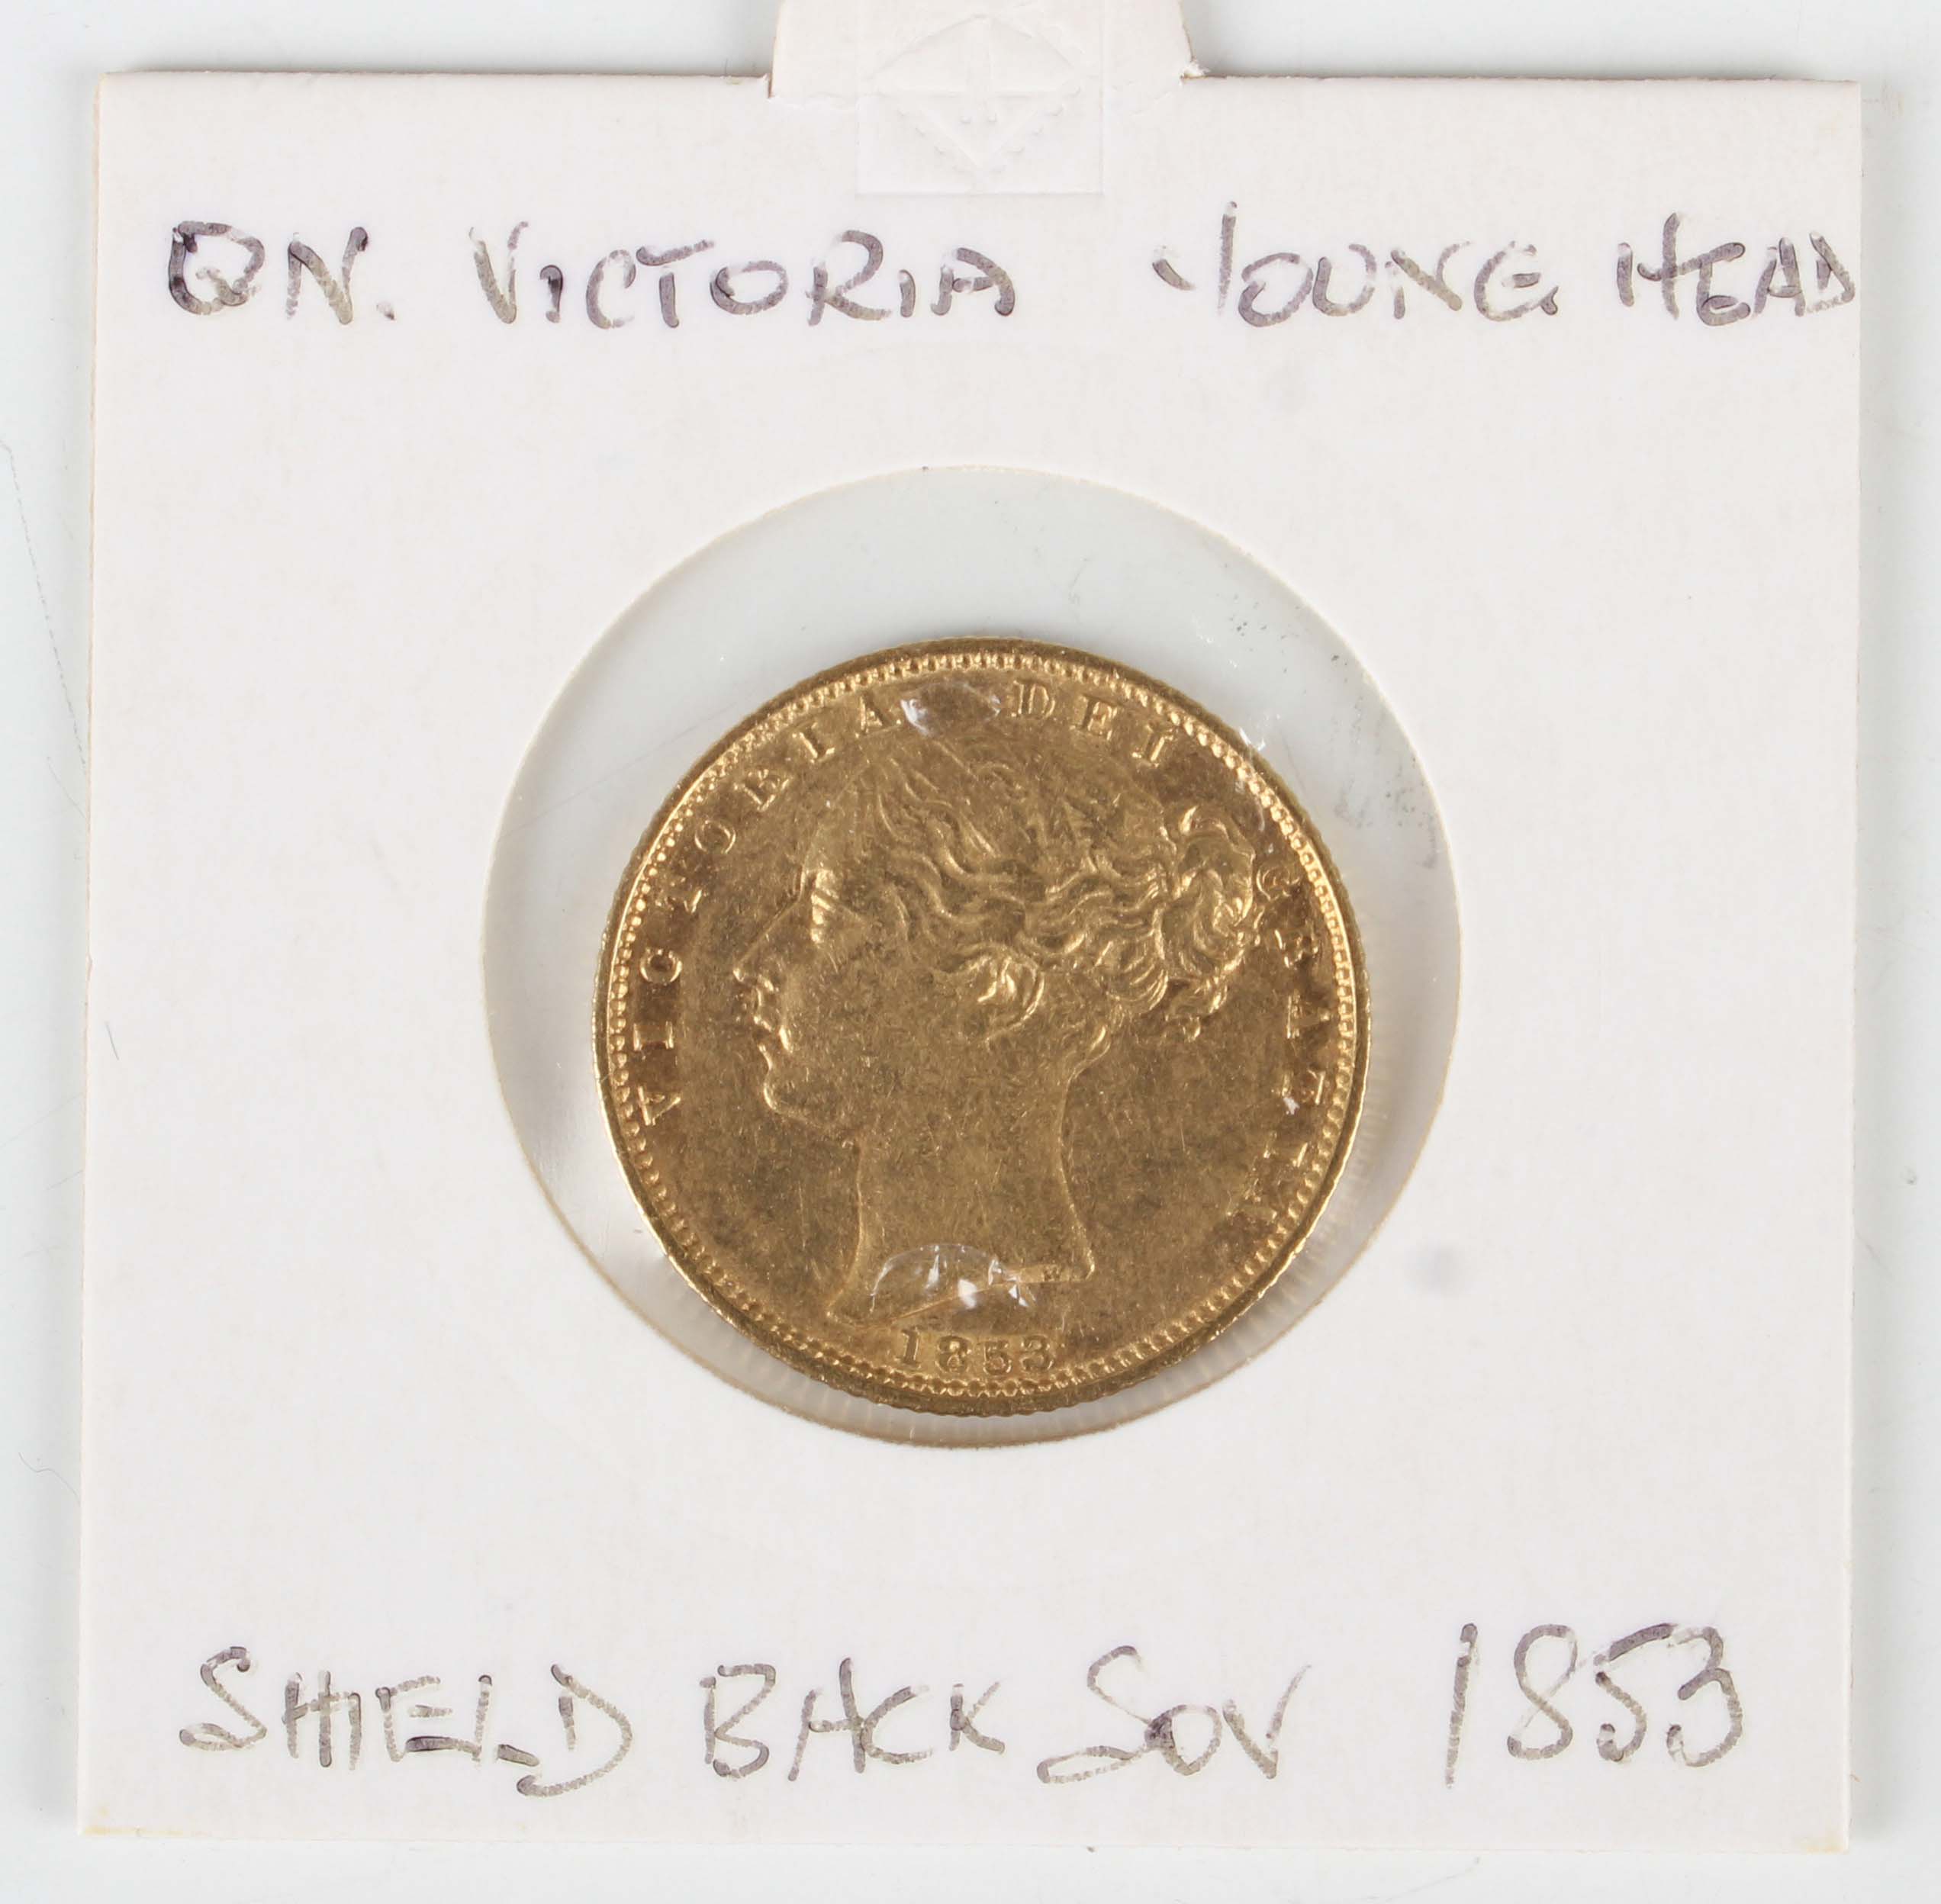 QN. VICTORIA YOUNG HEAD
VICTORIA DEI GRATIA
1853
SHIELD BACK SOV 1853